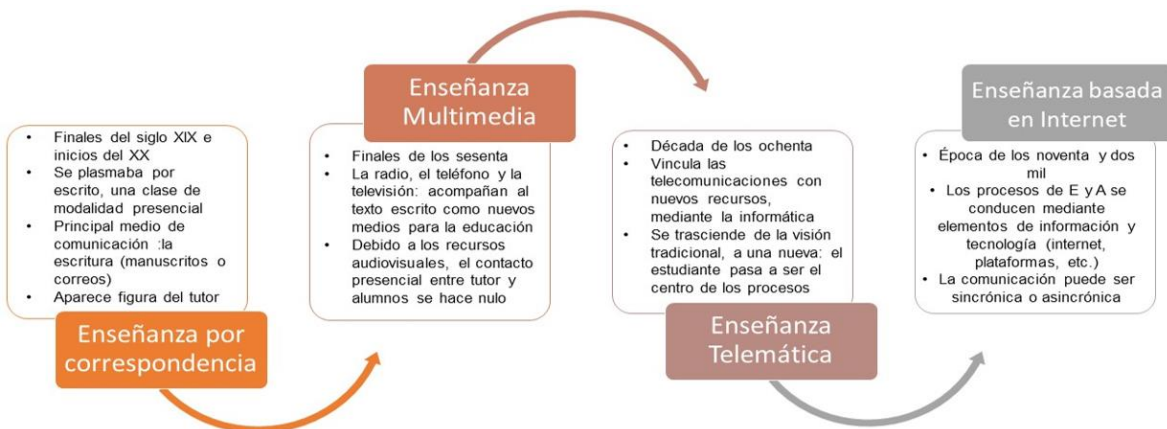 Enseñanza por
correspondencia
• Finales del siglo XIX e
inicios del XX
• Se plasmaba por
escrito, una clase de
modalidad presencial
• Principal medio de
comunicación :la
escritura (manuscritos o
correos)
• Aparece figura del tutor
Enseñanza
Multimedia
• Finales de los sesenta
• La radio, el teléfono y la
televisión: acompañan al
texto escrito como nuevos
medios para la educación
• Debido a los recursos
audiovisuales, el contacto
presencial entre tutor y
alumnos se hace nulo
• Década de los ochenta
• Vincula las
telecomunicaciones con
nuevos recursos,
mediante la informática
• Se trasciende de la visión
tradicional, a una nueva: el
estudiante pasa a ser el
centro de los procesos
Enseñanza
Telemática
Enseñanza basada
en Internet
• Época de los noventa y dos
mil
• Los procesos de E y A se
conducen mediante
elementos de información y
tecnología (internet,
plataformas, etc.)
• La comunicación puede ser
sincrónica o asincrónica